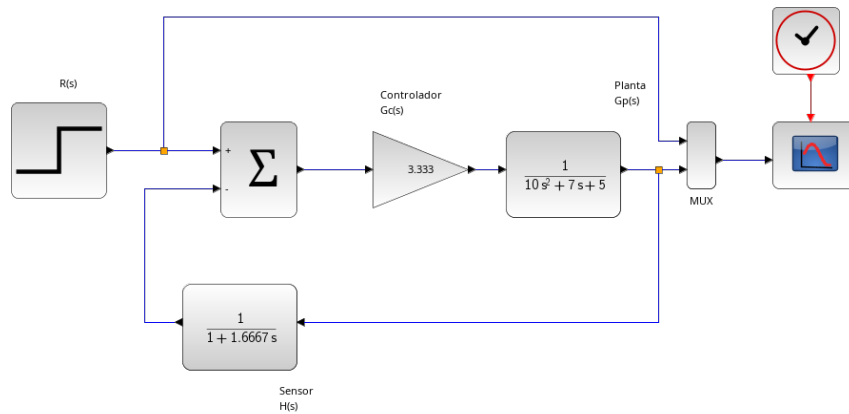 R(s)
Controlador
Gc(s)
Planta
Gp(s)
+
-
Σ
3.333
1
10 s² + 7 s + 5
MUX
1
1 + 1.6667 s
Sensor
H(s)